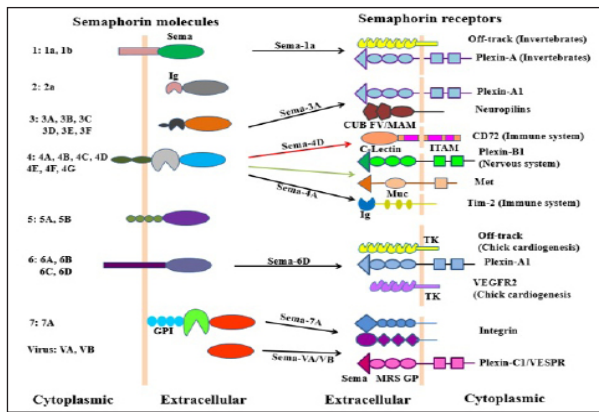 Semaphorin molecules
Semaphorin receptors
Sema
1: 1a, 1b
Sema-1a
Off-track (Invertebrates)
Plexin-A (Invertebrates)
Ig
2: 2a
Plexin-A1
3: 3A, 3B, 3C
3D, 3E, 3F
Sema-3A
Neuropilins
CUB FV/MAM
4: 4A, 4B, 4C, 4D
4E, 4F, 4G
Sema-4D
CD72 (Immune system)
C-Lectin
ITAM
Plexin-B1
(Nervous system)
Met
Sema-4A
Muc
Tim-2 (Immune system)
Ig
5: 5A, 5B
TK
Off-track
(Chick cardiogenesis)
6: 6A, 6B
6C, 6D
Sema-6D
Plexin-A1
VEGFR2
(Chick cardiogenesis
TK
7: 7A
GPI
Sema-7A
Integrin
Virus: VA, VB
Sema-VA/VB
Plexin-C1/VESPR
Sema MRS GP
Cytoplasmic
Extracellular
Extracellular
Cytoplasmic